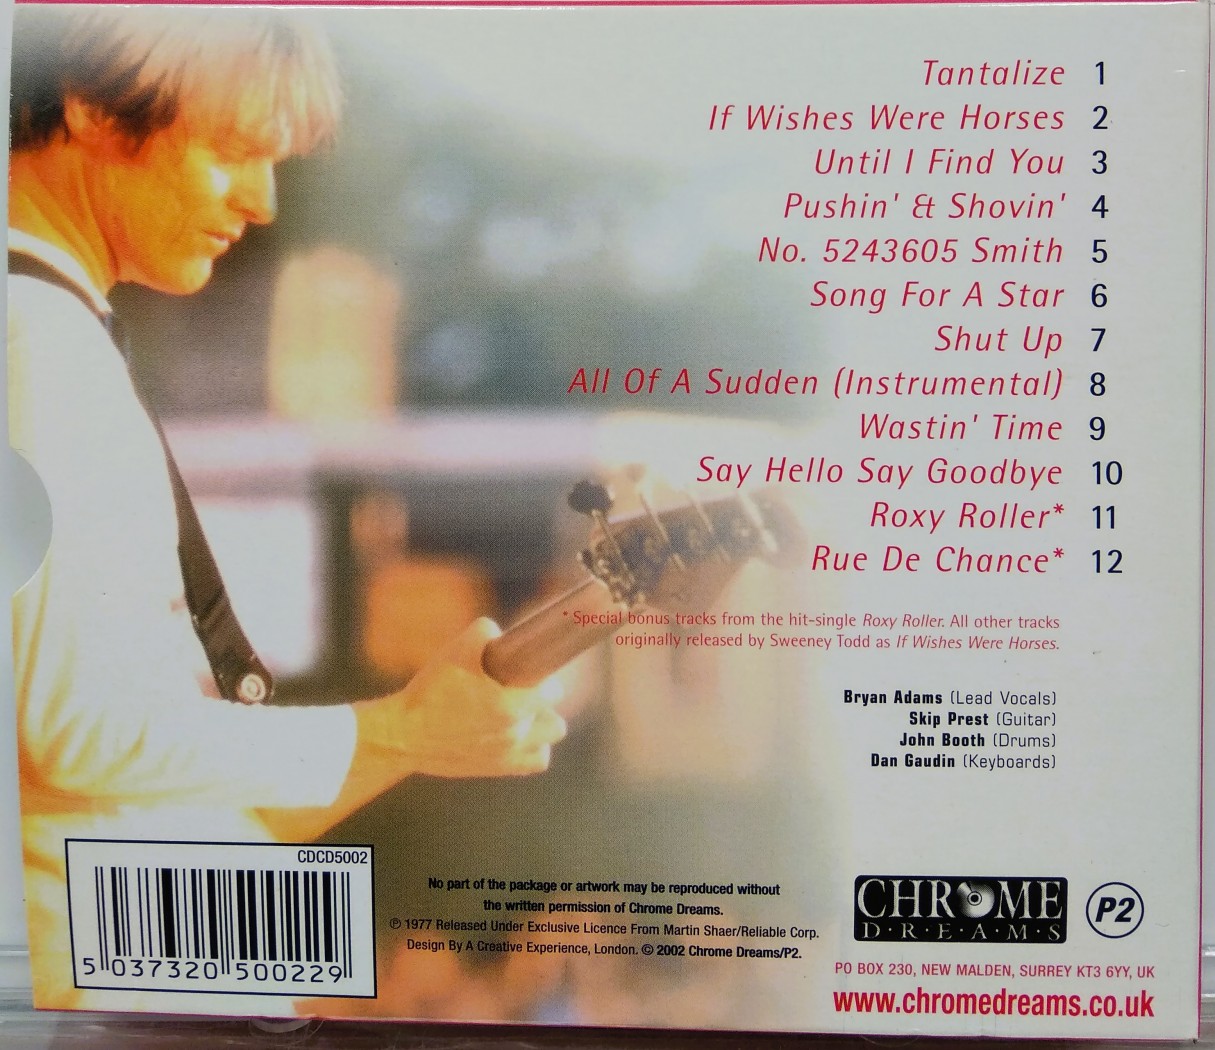 Tantalize 1
If Wishes Were Horses 2
Until I Find You 3
Pushin' & Shovin' 4
No. 5243605 Smith 5
Song For A Star 6
Shut Up 7
All Of A Sudden (Instrumental) 8
Wastin' Time 9
Say Hello Say Goodbye 10
Roxy Roller* 11
Rue De Chance* 12
* Special bonus tracks from the hit-single Roxy Roller. All other tracks
originally released by Sweeney Todd as If Wishes Were Horses.
Bryan Adams (Lead Vocals)
Skip Prest (Guitar)
John Booth (Drums)
Dan Gaudin (Keyboards)
CDCD5002
5 037320 500229
No part of the package or artwork may be reproduced without
the written permission of Chrome Dreams.
℗ 1977 Released Under Exclusive Licence From Martin Shaer/Reliable Corp.
Design By A Creative Experience, London. © 2002 Chrome Dreams/P2.
CHROME
D·R·E·A·M·S
P2
PO BOX 230, NEW MALDEN, SURREY KT3 6YY, UK
www.chromedreams.co.uk